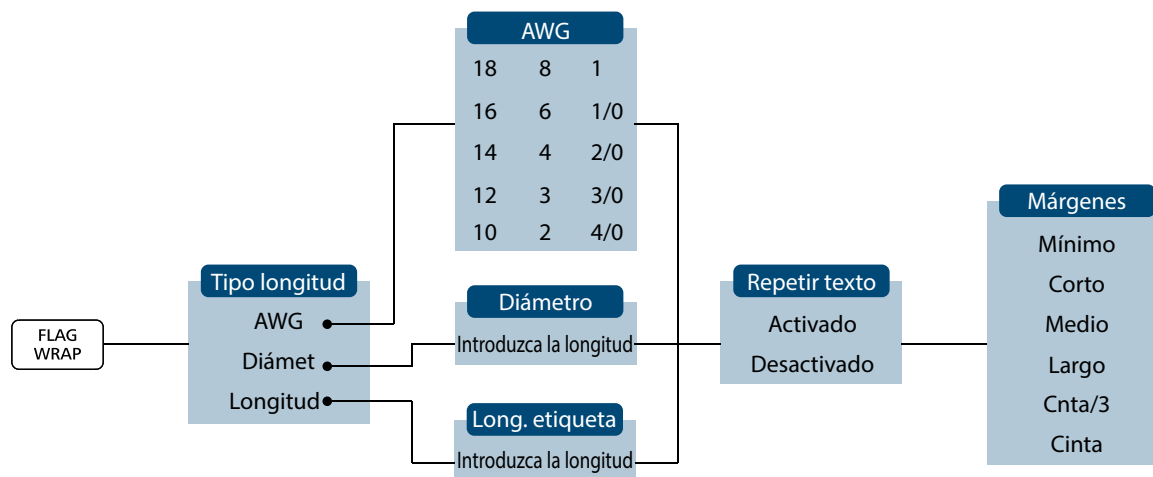 FLAG
WRAP
Tipo longitud
AWG
Diámet
Longitud
AWG
18 8 1
16 6 1/0
14 4 2/0
12 3 3/0
10 2 4/0
Diámetro
Introduzca la longitud
Long. etiqueta
Introduzca la longitud
Repetir texto
Activado
Desactivado
Márgenes
Mínimo
Corto
Medio
Largo
Cnta/3
Cinta